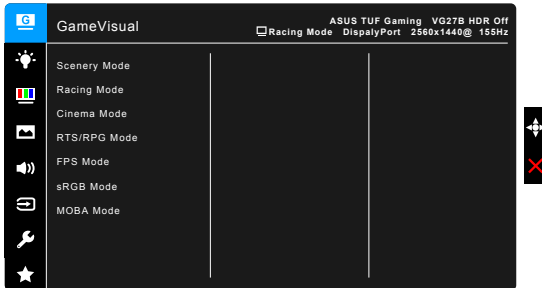 G
GameVisual
ASUS TUF Gaming VG27B HDR Off
Racing Mode DispalyPort 2560x1440@ 155Hz
Scenery Mode
Racing Mode
Cinema Mode
RTS/RPG Mode
FPS Mode
sRGB Mode
MOBA Mode